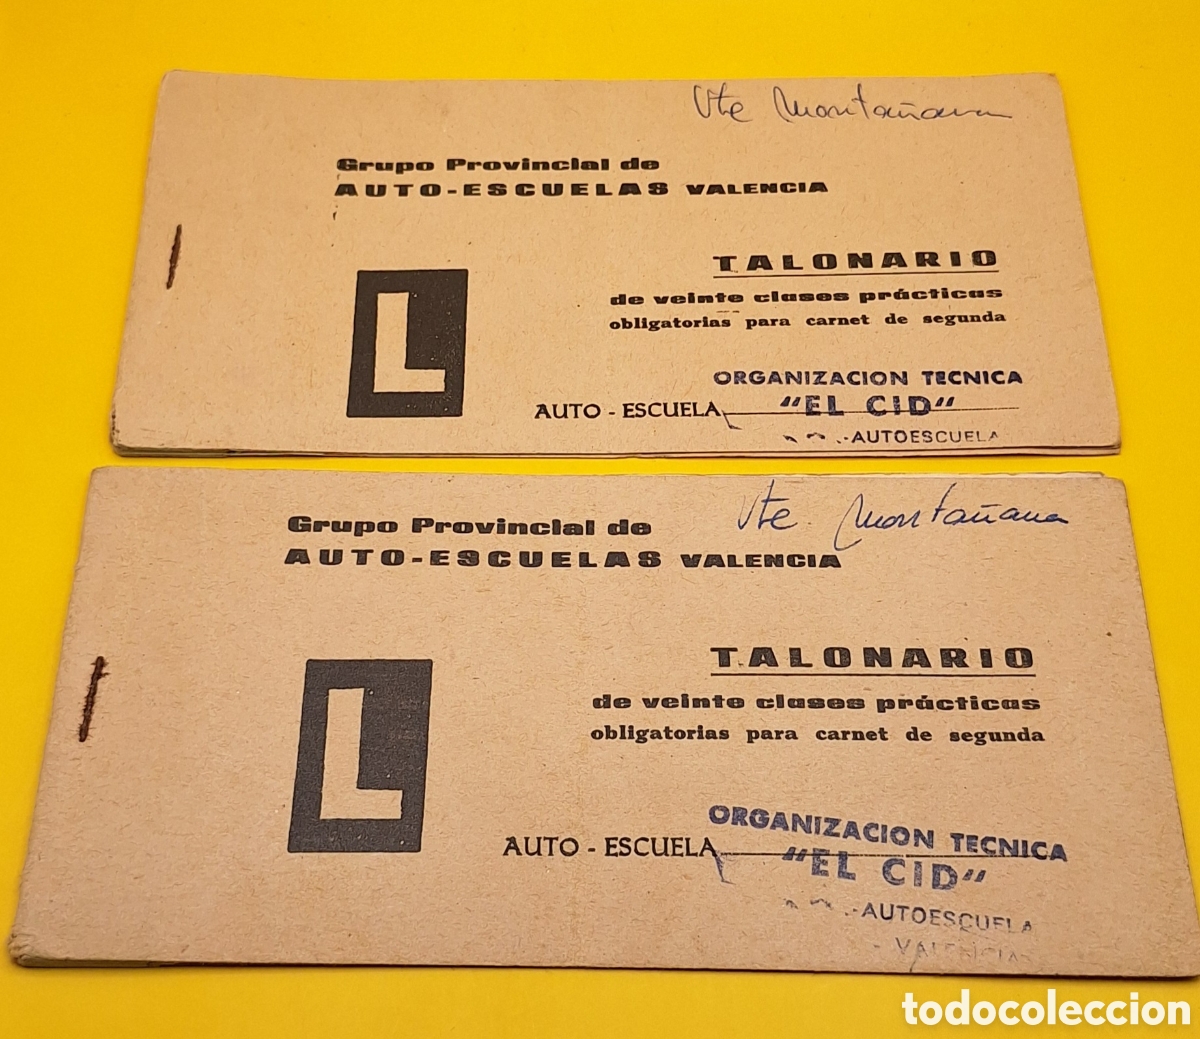 Vte Montañana
Grupo Provincial de
AUTO-ESCUELAS VALENCIA
TALONARIO
de veinte clases prácticas
obligatorias para carnet de segunda
L
ORGANIZACION TECNICA
AUTO - ESCUELA "EL CID"
AUTOESCUELA
Vte. Montañana
Grupo Provincial de
AUTO-ESCUELAS VALENCIA
TALONARIO
de veinte clases prácticas
obligatorias para carnet de segunda
L
ORGANIZACION TECNICA
AUTO - ESCUELA "EL CID"
AUTOESCUELA
- VALENCIA -
todocoleccion